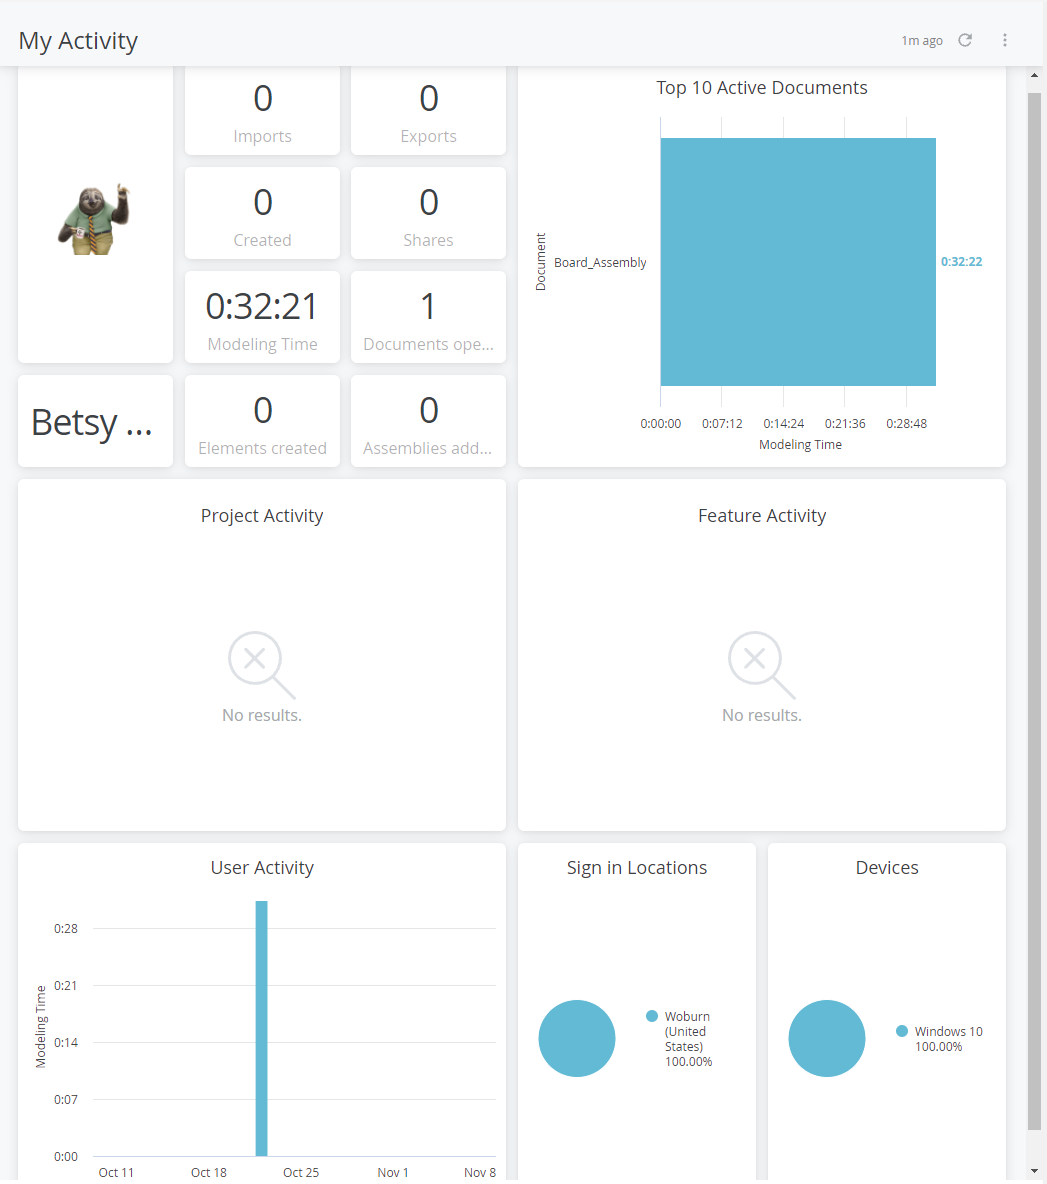 My Activity
1m ago
0
Imports
0
Exports
0
Created
0
Shares
0:32:21
Modeling Time
1
Documents ope...
Betsy ...
0
Elements created
0
Assemblies add...
Top 10 Active Documents
Document
Board_Assembly
0:32:22
0:00:00 0:07:12 0:14:24 0:21:36 0:28:48
Modeling Time
Project Activity
No results.
Feature Activity
No results.
User Activity
Modeling Time
0:28
0:21
0:14
0:07
0:00
Oct 11 Oct 18 Oct 25 Nov 1 Nov 8
Sign in Locations
Woburn
(United
States)
100.00%
Devices
Windows 10
100.00%